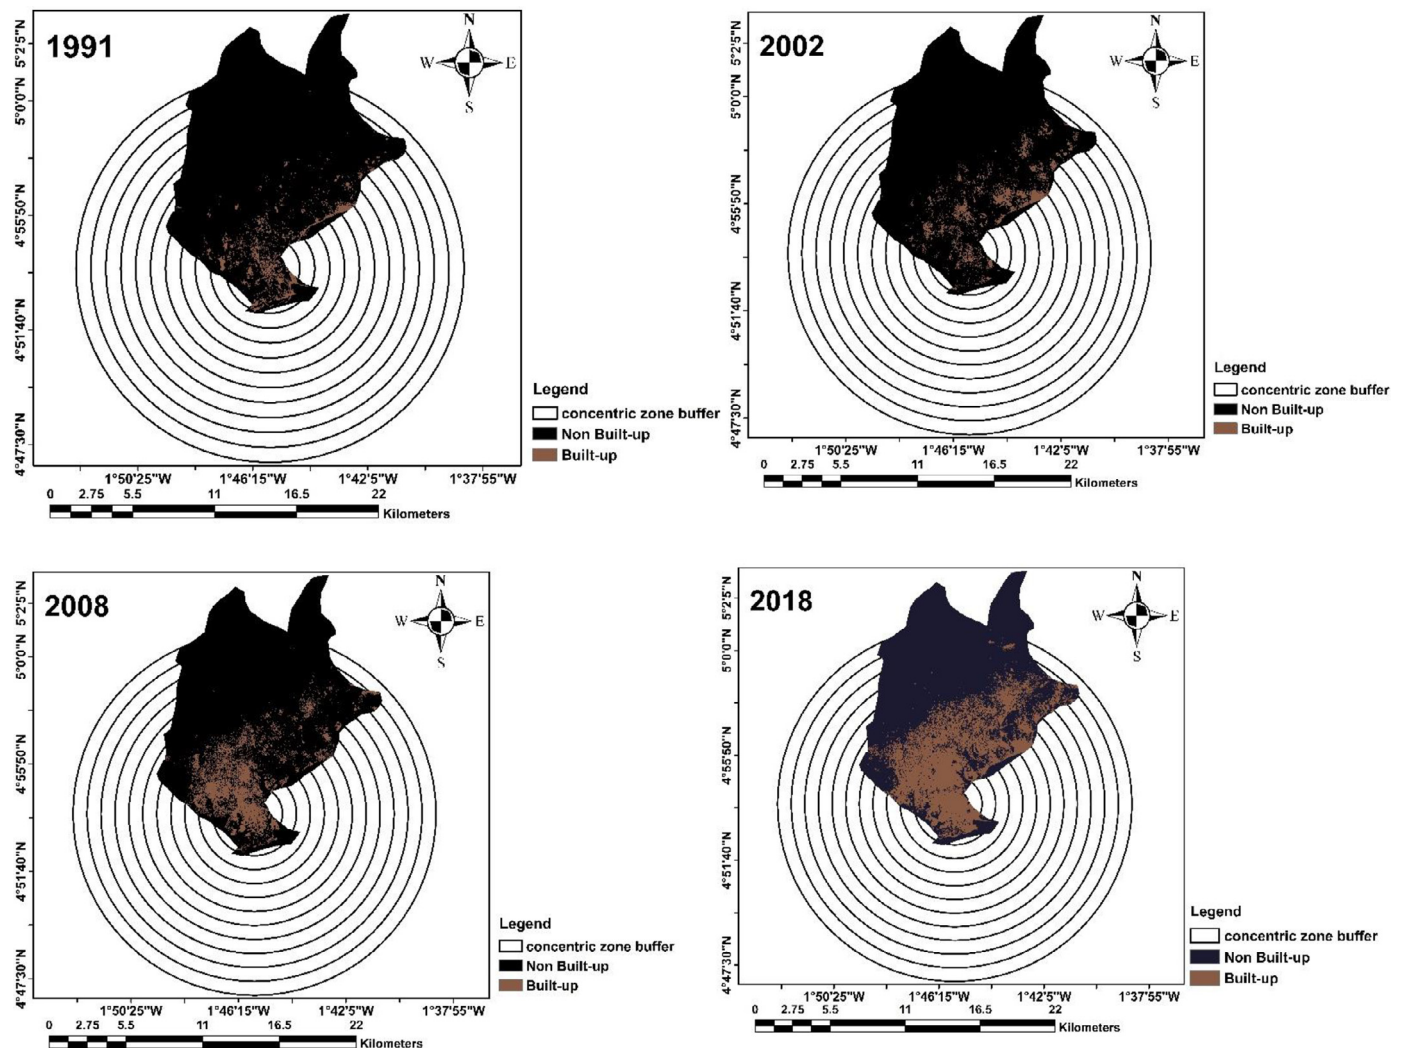 1991
N
W E
S
5°2'5"N
5°0'0"N
4°55'50"N
4°51'40"N
4°47'30"N
1°50'25"W 1°46'15"W 1°42'5"W 1°37'55"W
0 2.75 5.5 11 16.5 22
Kilometers
Legend
concentric zone buffer
Non Built-up
Built-up
2002
N
W E
S
5°2'5"N
5°0'0"N
4°55'50"N
4°51'40"N
4°47'30"N
1°50'25"W 1°46'15"W 1°42'5"W 1°37'55"W
0 2.75 5.5 11 16.5 22
Kilometers
Legend
concentric zone buffer
Non Built-up
Built-up
2008
N
W E
S
5°2'5"N
5°0'0"N
4°55'50"N
4°51'40"N
4°47'30"N
1°50'25"W 1°46'15"W 1°42'5"W 1°37'55"W
0 2.75 5.5 11 16.5 22
Kilometers
Legend
concentric zone buffer
Non Built-up
Built-up
2018
N
W E
S
5°2'5"N
5°0'0"N
4°55'50"N
4°51'40"N
4°47'30"N
1°50'25"W 1°46'15"W 1°42'5"W 1°37'55"W
0 2.75 5.5 11 16.5 22
Kilometers
Legend
concentric zone buffer
Non Built-up
Built-up